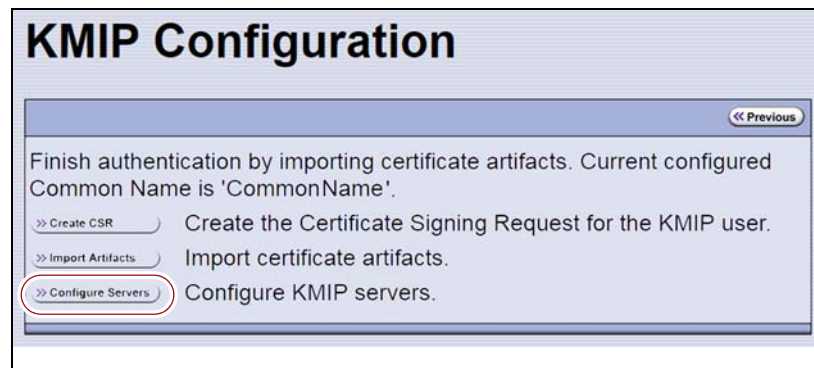 KMIP Configuration
« Previous
Finish authentication by importing certificate artifacts. Current configured
Common Name is 'CommonName'.
» Create CSR Create the Certificate Signing Request for the KMIP user.
» Import Artifacts Import certificate artifacts.
» Configure Servers Configure KMIP servers.